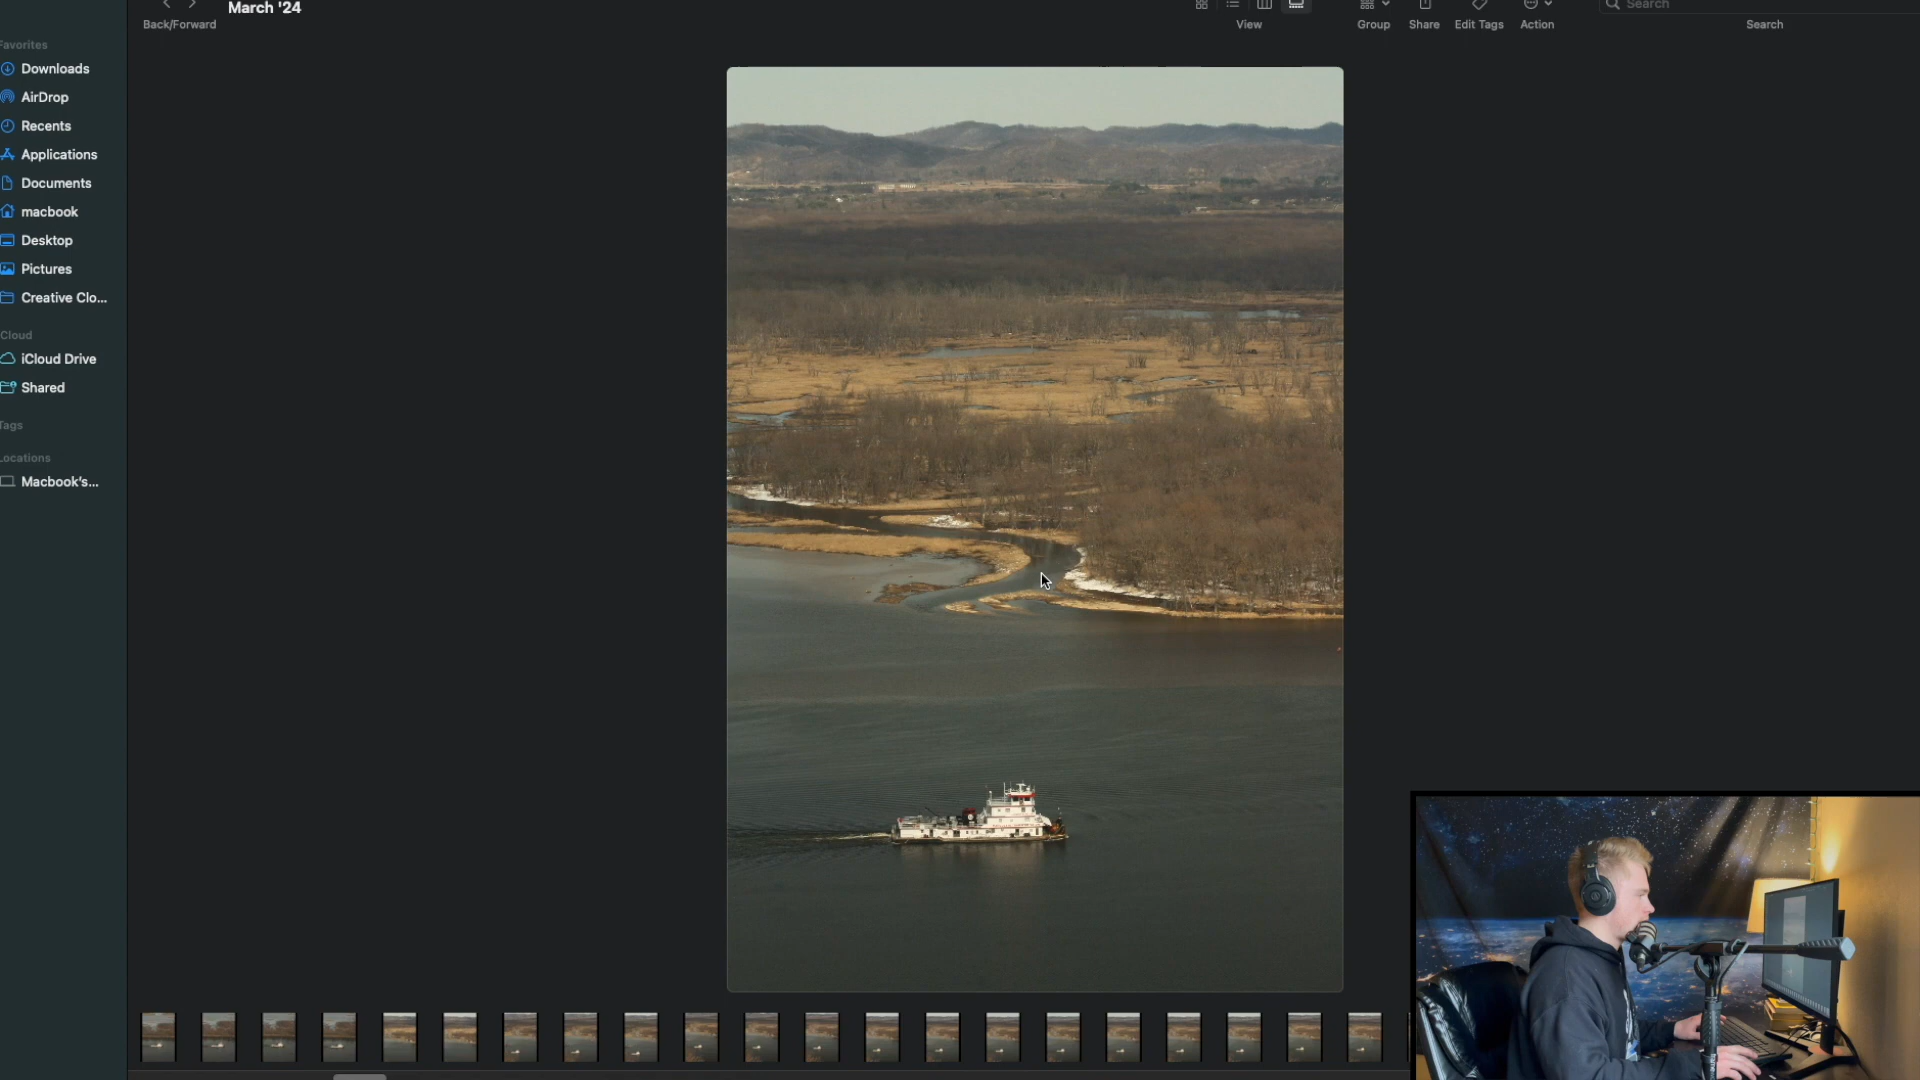 March '24
Back/Forward
View
Group
Share
Edit Tags
Action
Search
Search
Favorites
Downloads
AirDrop
Recents
Applications
Documents
macbook
Desktop
Pictures
Creative Clo...
Cloud
iCloud Drive
Shared
Tags
Locations
Macbook's...